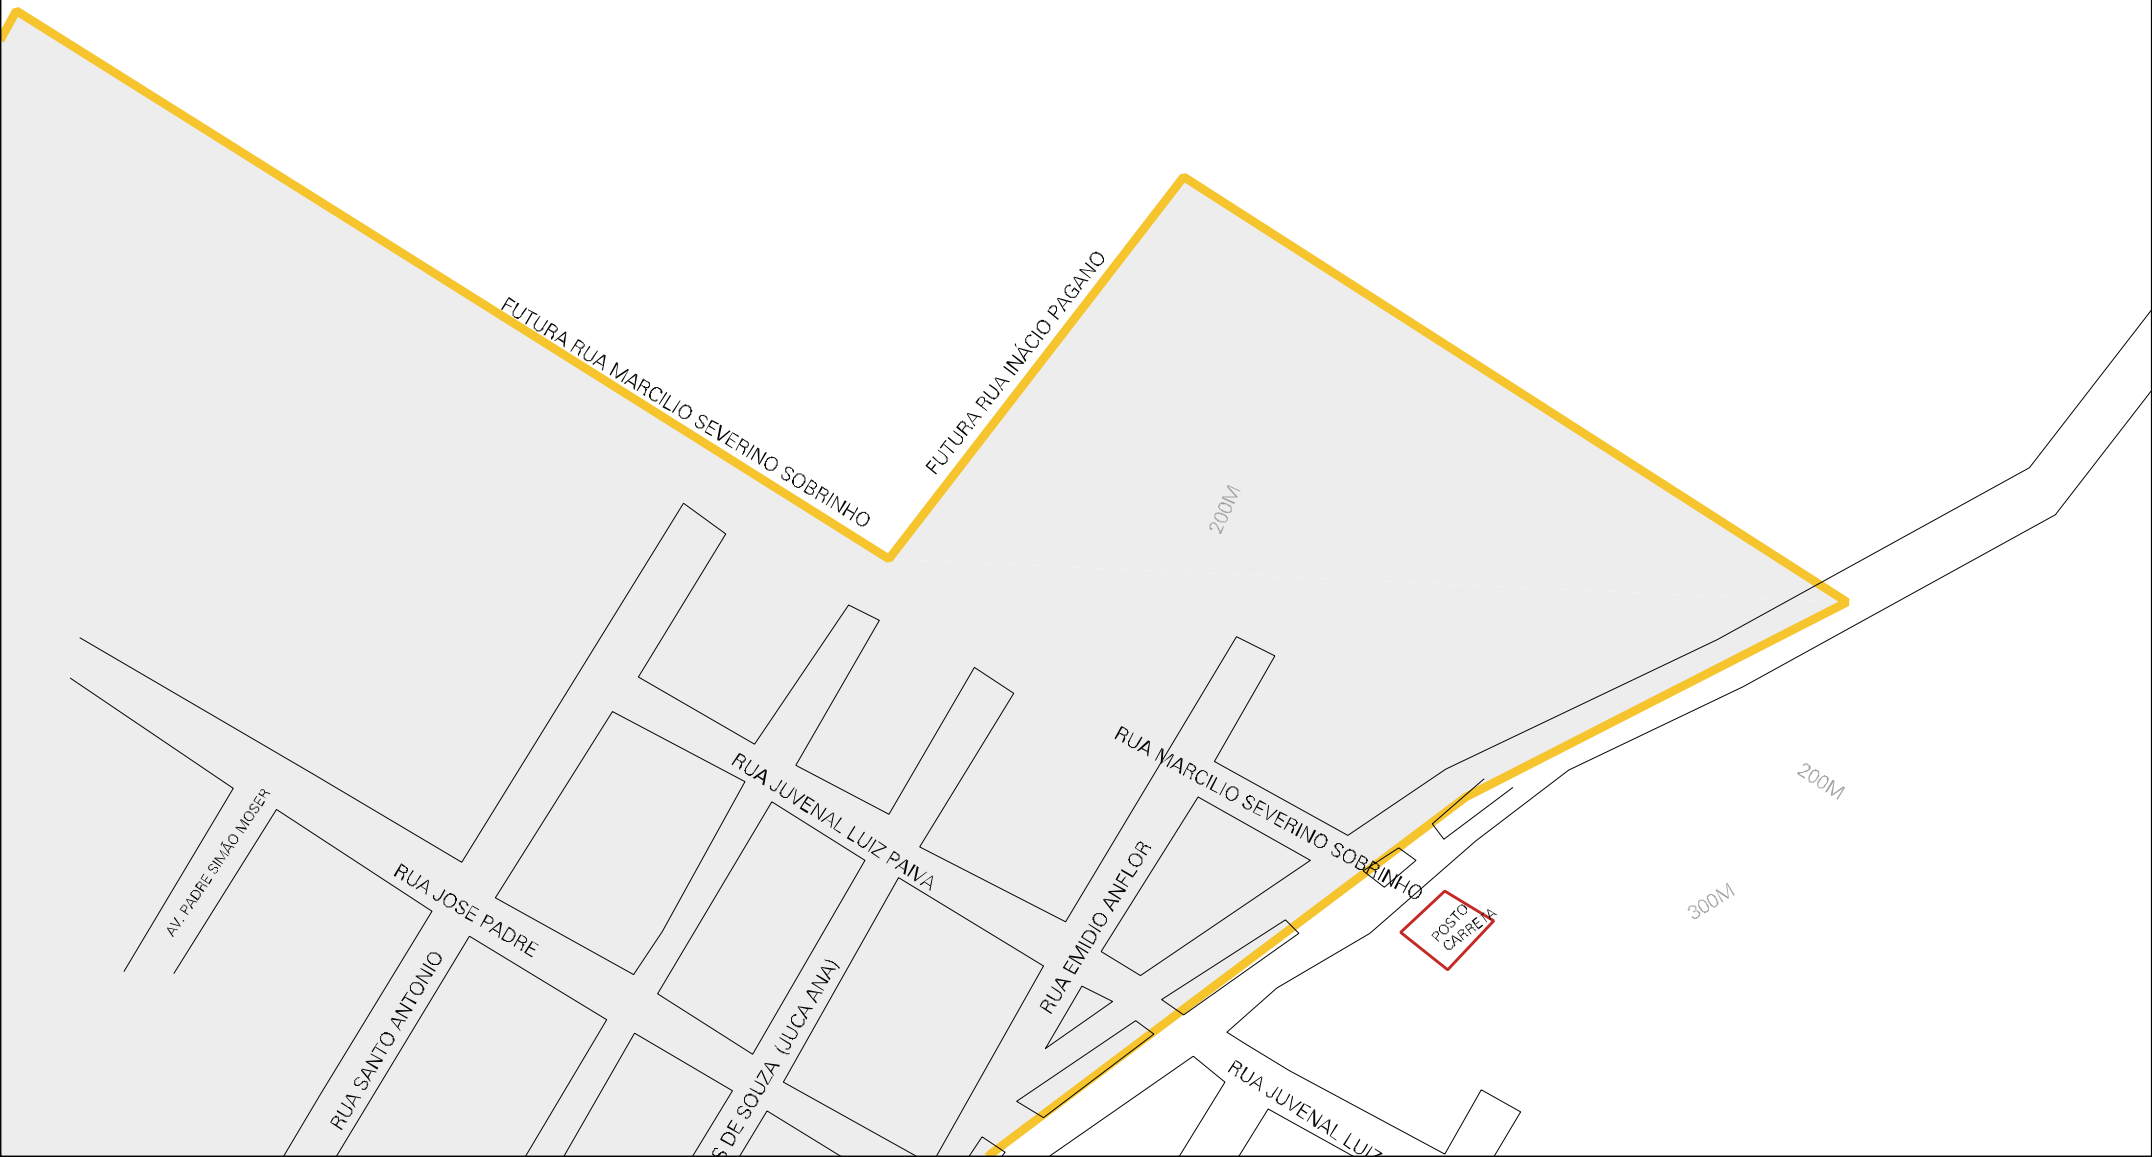 FUTURA RUA MARCILIO SEVERINO SOBRINHO
FUTURA RUA INÁCIO PAGANO
200M
RUA MARCILIO SEVERINO SOBRINHO
RUA JUVENAL LUIZ PAIVA
200M
AV. PADRE SIMÃO MOSER
RUA JOSE PADRE
RUA EMIDIO ANFLOR
300M
POSTO
CARRETA
RUA SANTO ANTONIO
S DE SOUZA (JUCA ANA)
RUA JUVENAL LUIZ